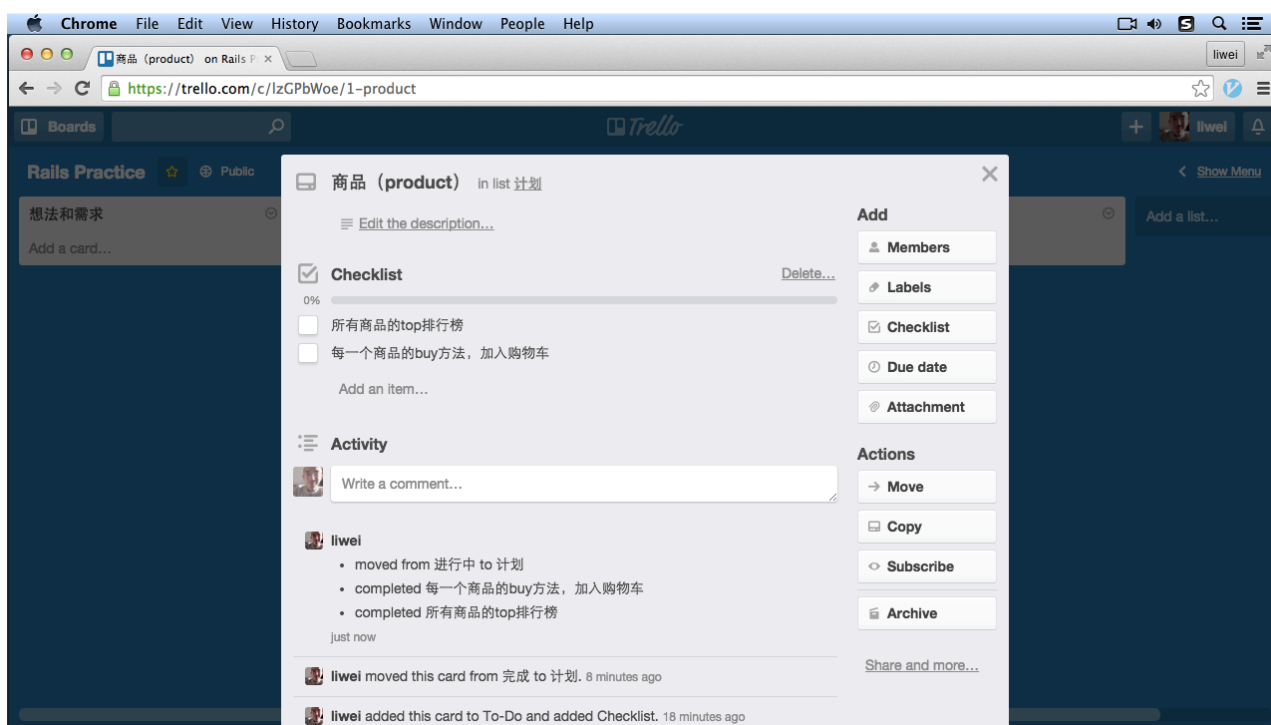 Chrome File Edit View History Bookmarks Window People Help
商品（product） on Rails P
liwei
https://trello.com/c/lzGPbWoe/1-product
Boards
Trello
liwei
Rails Practice Public
Show Menu
商品（product） in list 计划
想法和需求
Add a card…
Add a list…
Edit the description…
Checklist
Delete…
0%
所有商品的top排行榜
每一个商品的buy方法，加入购物车
Add an item…
Activity
Write a comment…
liwei
• moved from 进行中 to 计划
• completed 每一个商品的buy方法，加入购物车
• completed 所有商品的top排行榜
just now
liwei moved this card from 完成 to 计划. 8 minutes ago
liwei added this card to To-Do and added Checklist. 18 minutes ago
Add
Members
Labels
Checklist
Due date
Attachment
Actions
Move
Copy
Subscribe
Archive
Share and more…